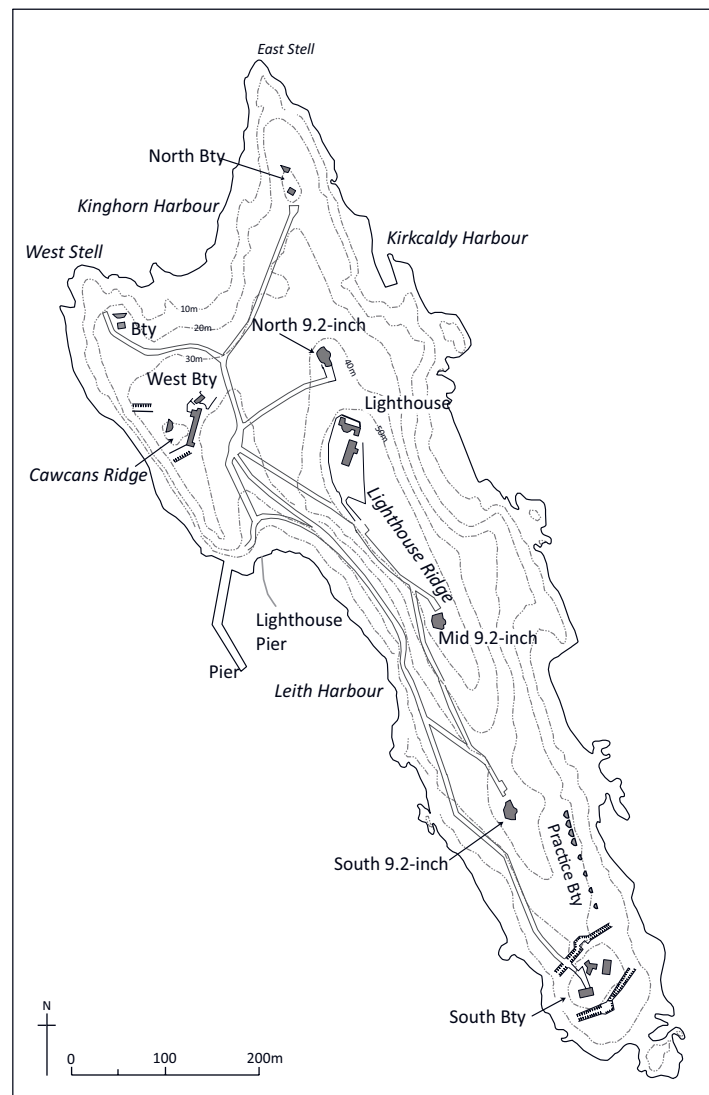 East Stell
North Bty
Kinghorn Harbour
Kirkcaldy Harbour
West Stell
10m
Bty
20m
North 9.2-inch
30m
40m
West Bty
Lighthouse
50m
Cawcans Ridge
Lighthouse Ridge
Lighthouse
Pier
Mid 9.2-inch
Pier
Leith Harbour
South 9.2-inch
Practice Bty
South Bty
N
0 100 200m